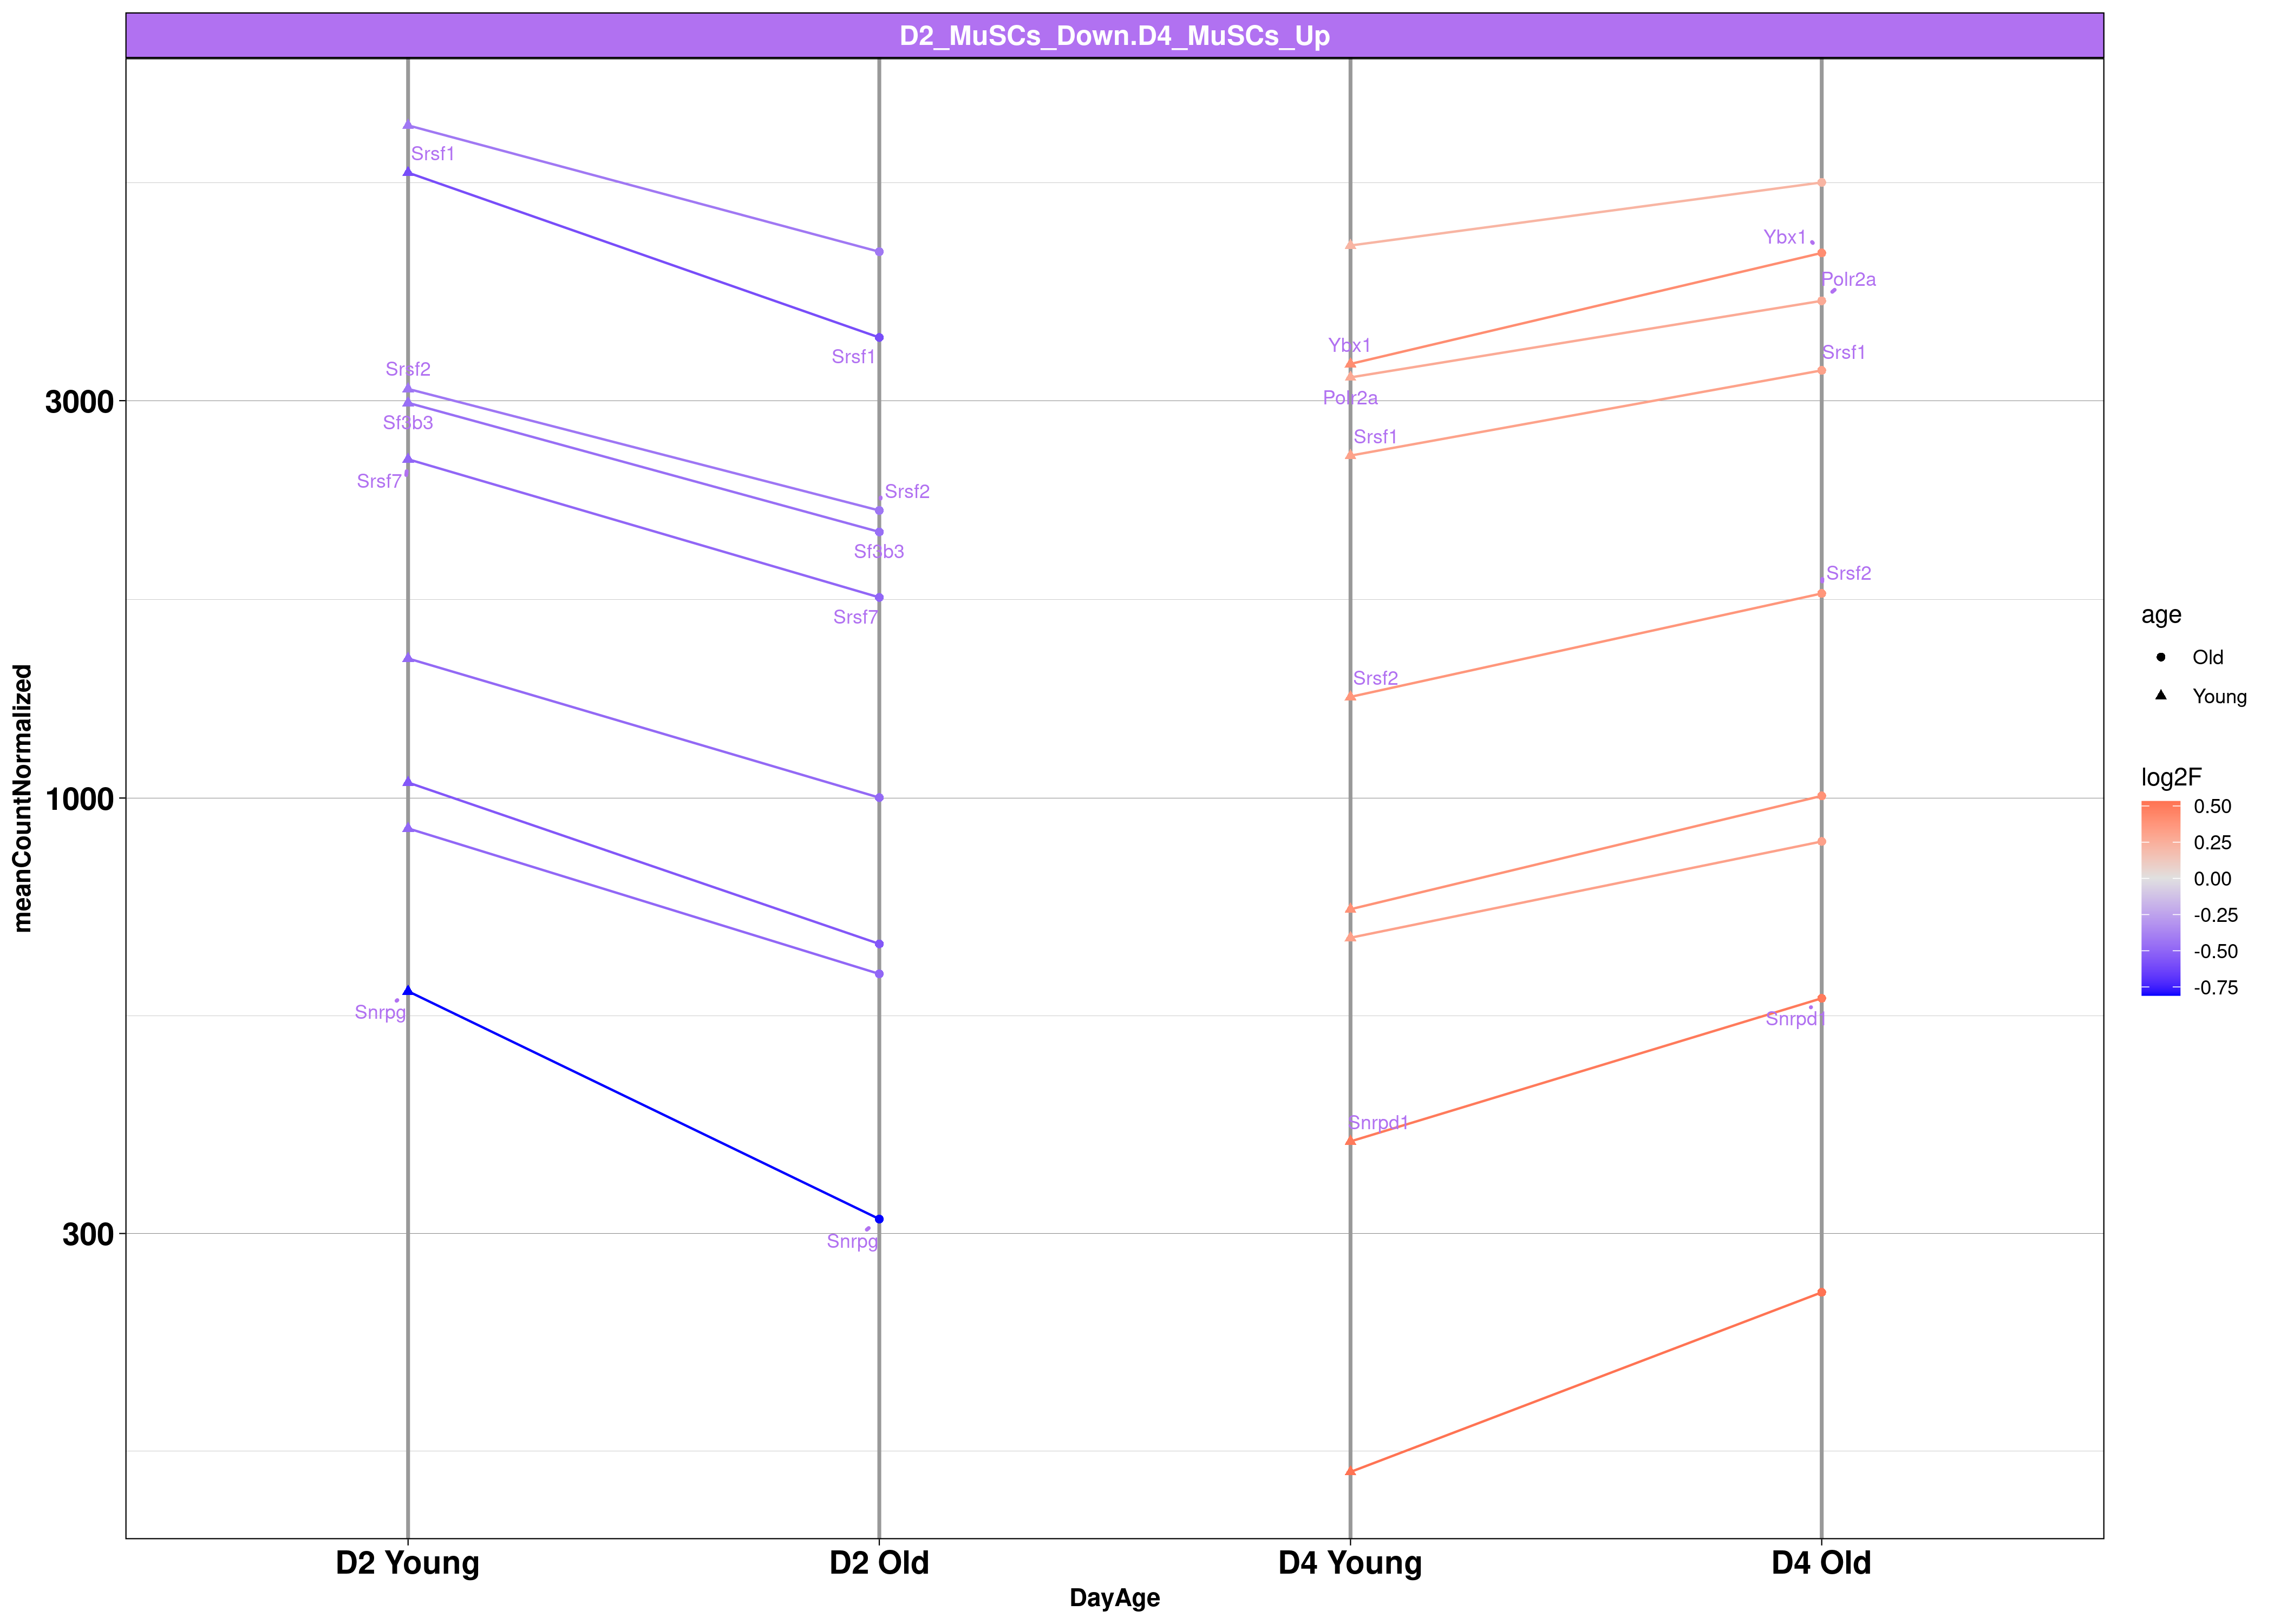 D2_MuSCs_Down.D4_MuSCs_Up
Srsf1
Srsf1
Srsf2
Sf3b3
Srsf7
Srsf2
Sf3b3
Srsf7
Snrpg
Snrpg
Ybx1
Polr2a
Srsf1
Ybx1
Polr2a
Srsf1
Srsf2
Srsf2
Snrpd1
Snrpd1
3000
1000
300
meanCountNormalized
D2 Young
D2 Old
D4 Young
D4 Old
DayAge
age
Old
Young
log2F
0.50
0.25
0.00
-0.25
-0.50
-0.75